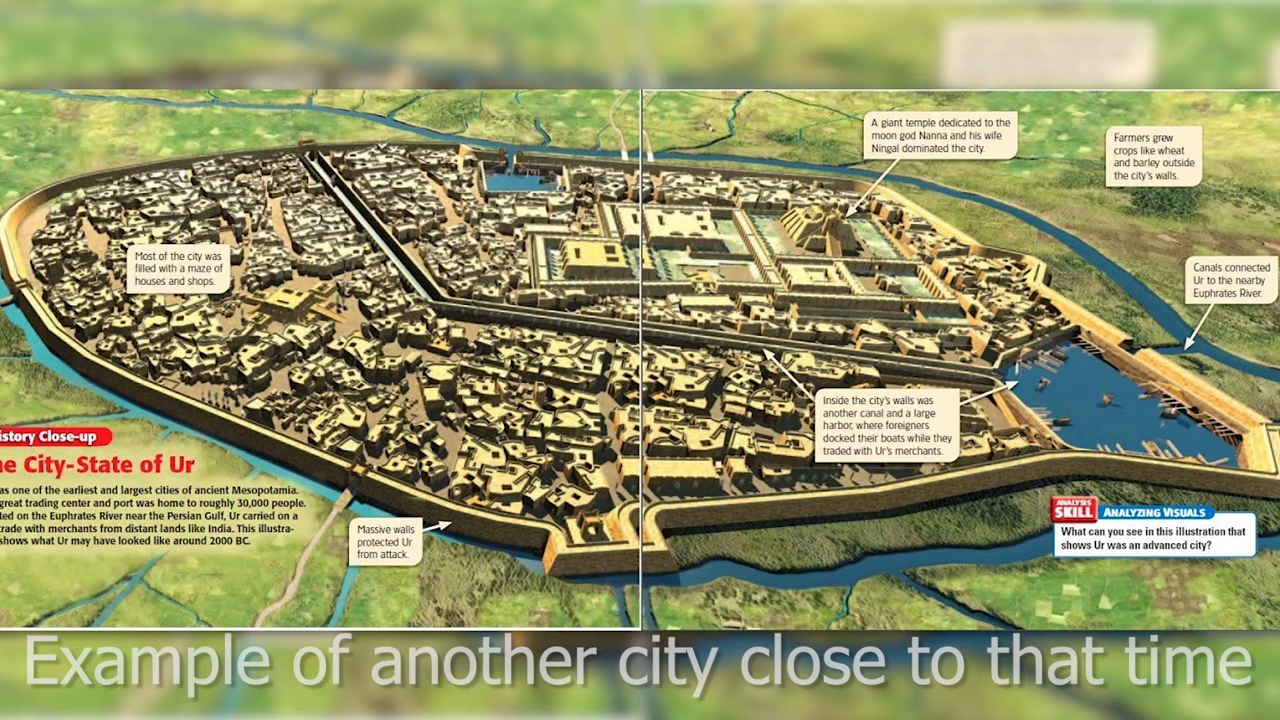 A giant temple dedicated to the
moon god Nanna and his wife
Ningal dominated the city.
Farmers grew
crops like wheat
and barley outside
the city's walls.
Most of the city was
filled with a maze of
houses and shops.
Canals connected
Ur to the nearby
Euphrates River.
Inside the city's walls was
another canal and a large
harbor, where foreigners
docked their boats while they
traded with Ur's merchants.
istory Close-up
he City-State of Ur
as one of the earliest and largest cities of ancient Mesopotamia.
great trading center and port was home to roughly 30,000 people.
ted on the Euphrates River near the Persian Gulf, Ur carried on a
trade with merchants from distant lands like India. This illustra-
shows what Ur may have looked like around 2000 BC.
Massive walls
protected Ur
from attack.
ANALYSIS
SKILL ANALYZING VISUALS
What can you see in this illustration that
shows Ur was an advanced city?
Example of another city close to that time